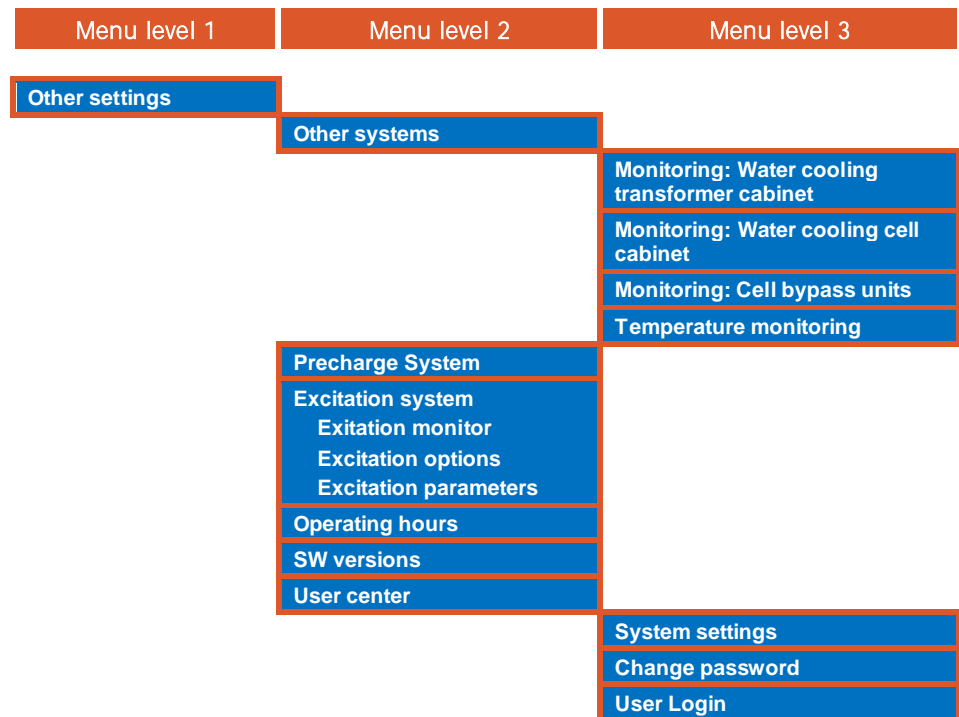 Menu level 1
Menu level 2
Menu level 3
Other settings
Other systems
Monitoring: Water cooling
transformer cabinet
Monitoring: Water cooling cell
cabinet
Monitoring: Cell bypass units
Temperature monitoring
Precharge System
Excitation system
Exitation monitor
Excitation options
Excitation parameters
Operating hours
SW versions
User center
System settings
Change password
User Login